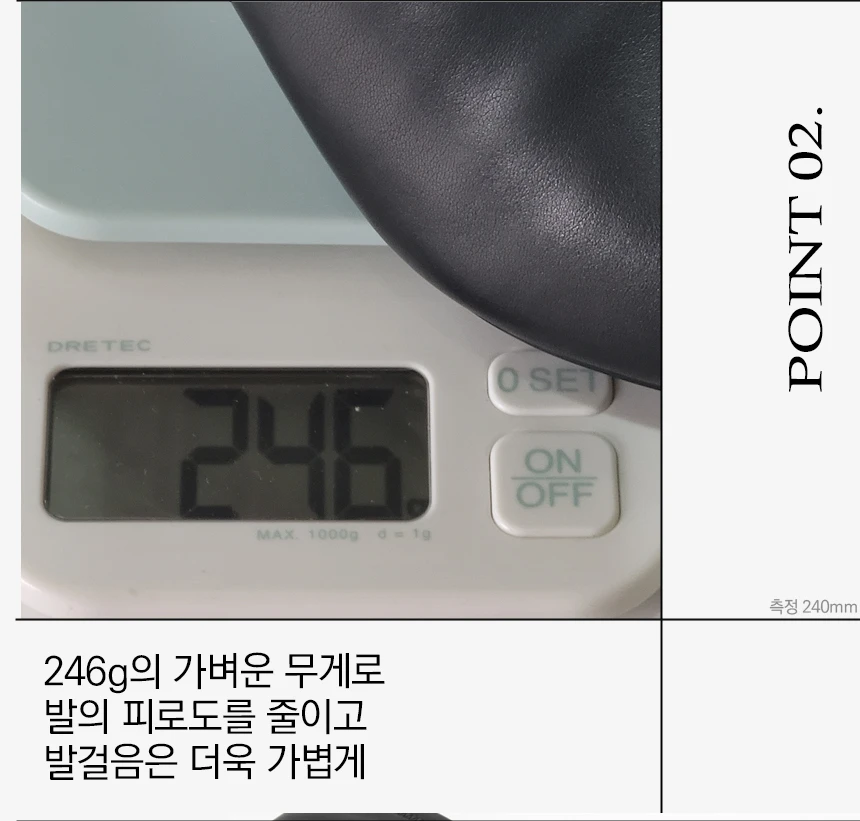 POINT 02.
DRETEC
246g
0 SET
ON
OFF
MAX. 1000g d = 1g
측정 240mm
246g의 가벼운 무게로
발의 피로도를 줄이고
발걸음은 더욱 가볍게